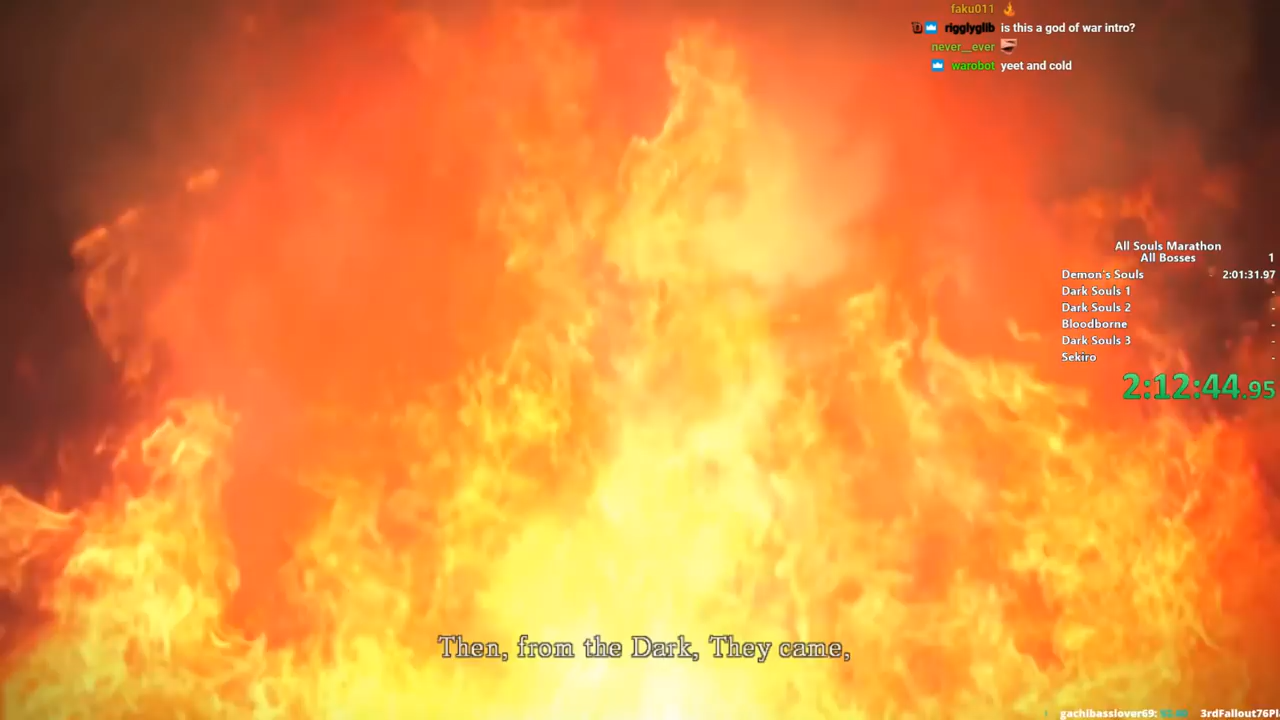 faku011
rigglyglib is this a god of war intro?
never__ever
warobot yeet and cold
All Souls Marathon
All Bosses 1
Demon's Souls - 2:01:31.97
Dark Souls 1 -
Dark Souls 2 -
Bloodborne -
Dark Souls 3 -
Sekiro -
2:12:44.95
Then, from the Dark, They came,
gachibasslover69:
3rdFallout76Pl